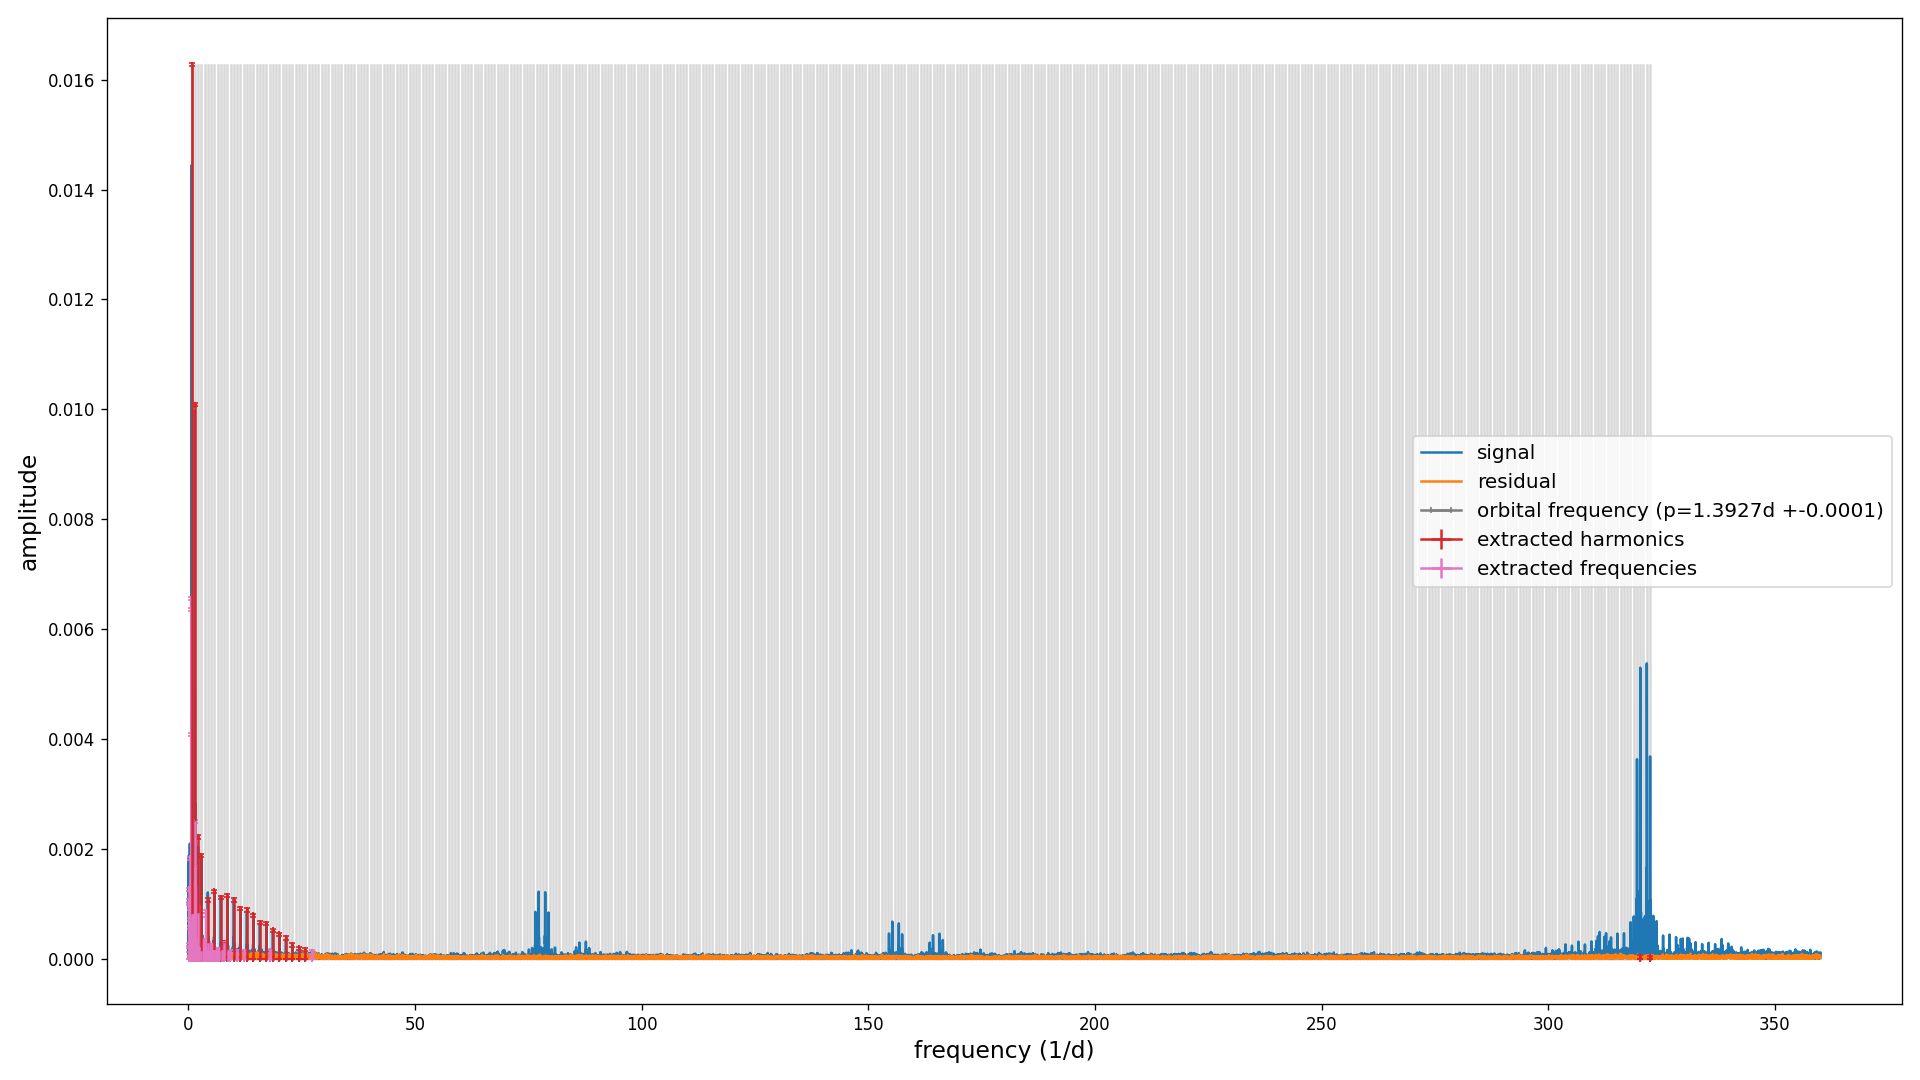 0.016
0.014
0.012
0.010
0.008
0.006
0.004
0.002
0.000
amplitude
0 50 100 150 200 250 300 350
frequency (1/d)
signal
residual
orbital frequency (p=1.3927d +-0.0001)
extracted harmonics
extracted frequencies